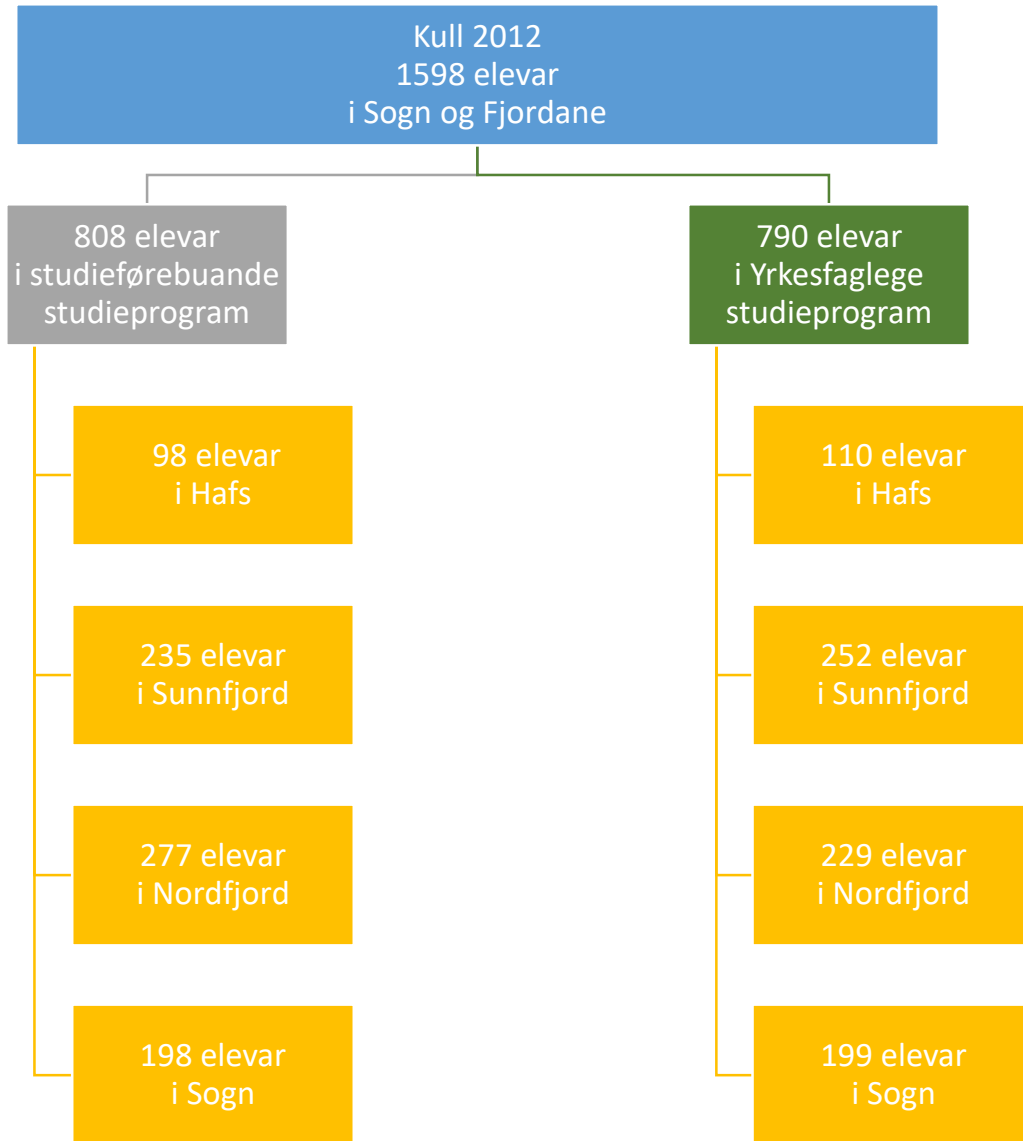 Kull 2012
1598 elevar
i Sogn og Fjordane
808 elevar
i studieførebuande
studieprogram
790 elevar
i Yrkesfaglege
studieprogram
98 elevar
i Hafs
110 elevar
i Hafs
235 elevar
i Sunnfjord
252 elevar
i Sunnfjord
277 elevar
i Nordfjord
229 elevar
i Nordfjord
198 elevar
i Sogn
199 elevar
i Sogn